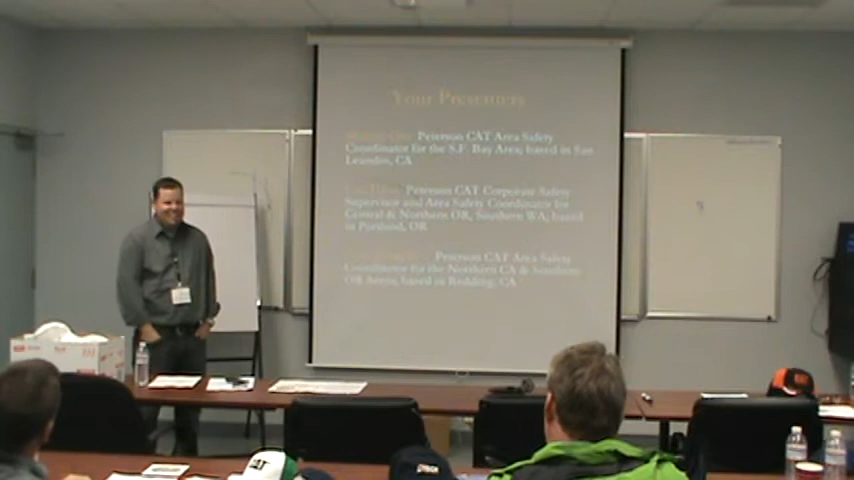 Your Presenters
Peterson CAT Area Safety
Coordinator for the S.F. Bay Area; based in San
Leandro, CA
Peterson CAT Corporate Safety
Supervisor and Area Safety Coordinator for
Central & Northern OR, Southern WA; based
in Portland, OR
Peterson CAT Area Safety
Coordinator for the Northern CA & Southern
OR Areas; based in Redding, CA
CAT